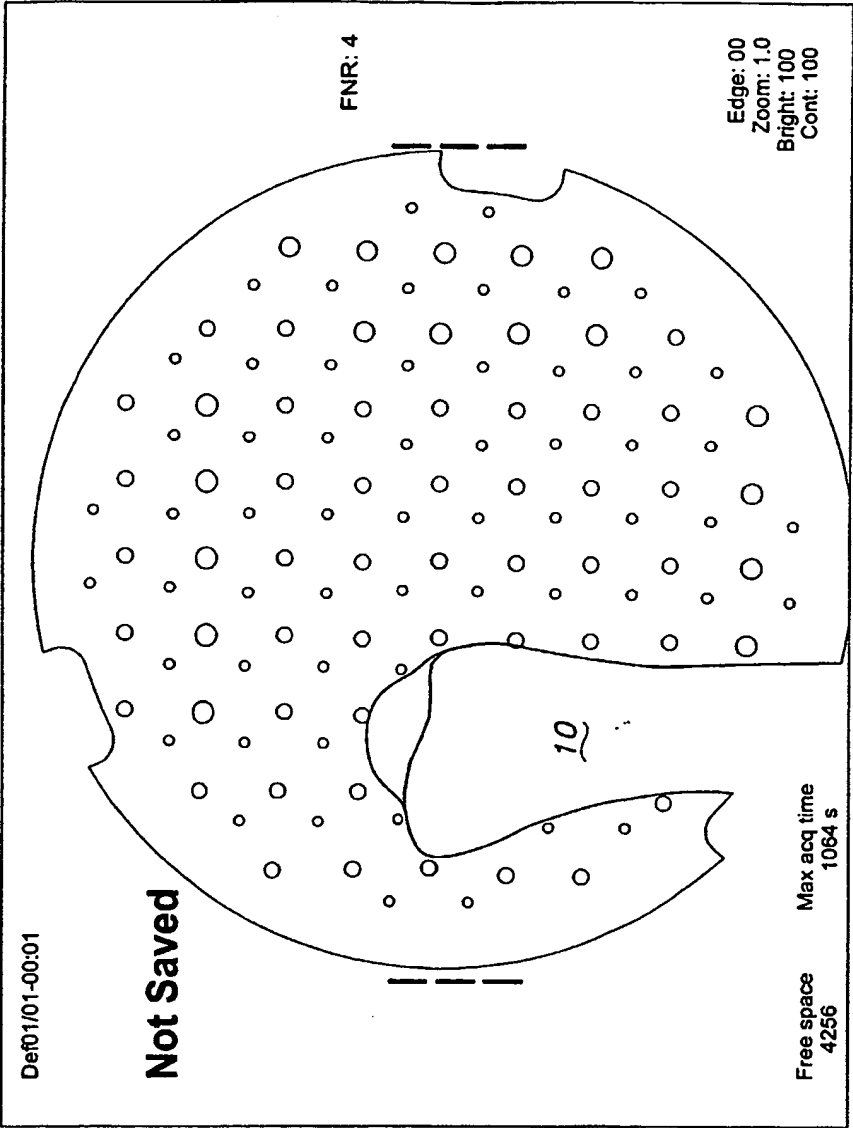 Def01/01-00:01
Not Saved
FNR: 4
10
Free space
4256
Max acq time
1064 s
Edge: 00
Zoom: 1.0
Bright: 100
Cont: 100